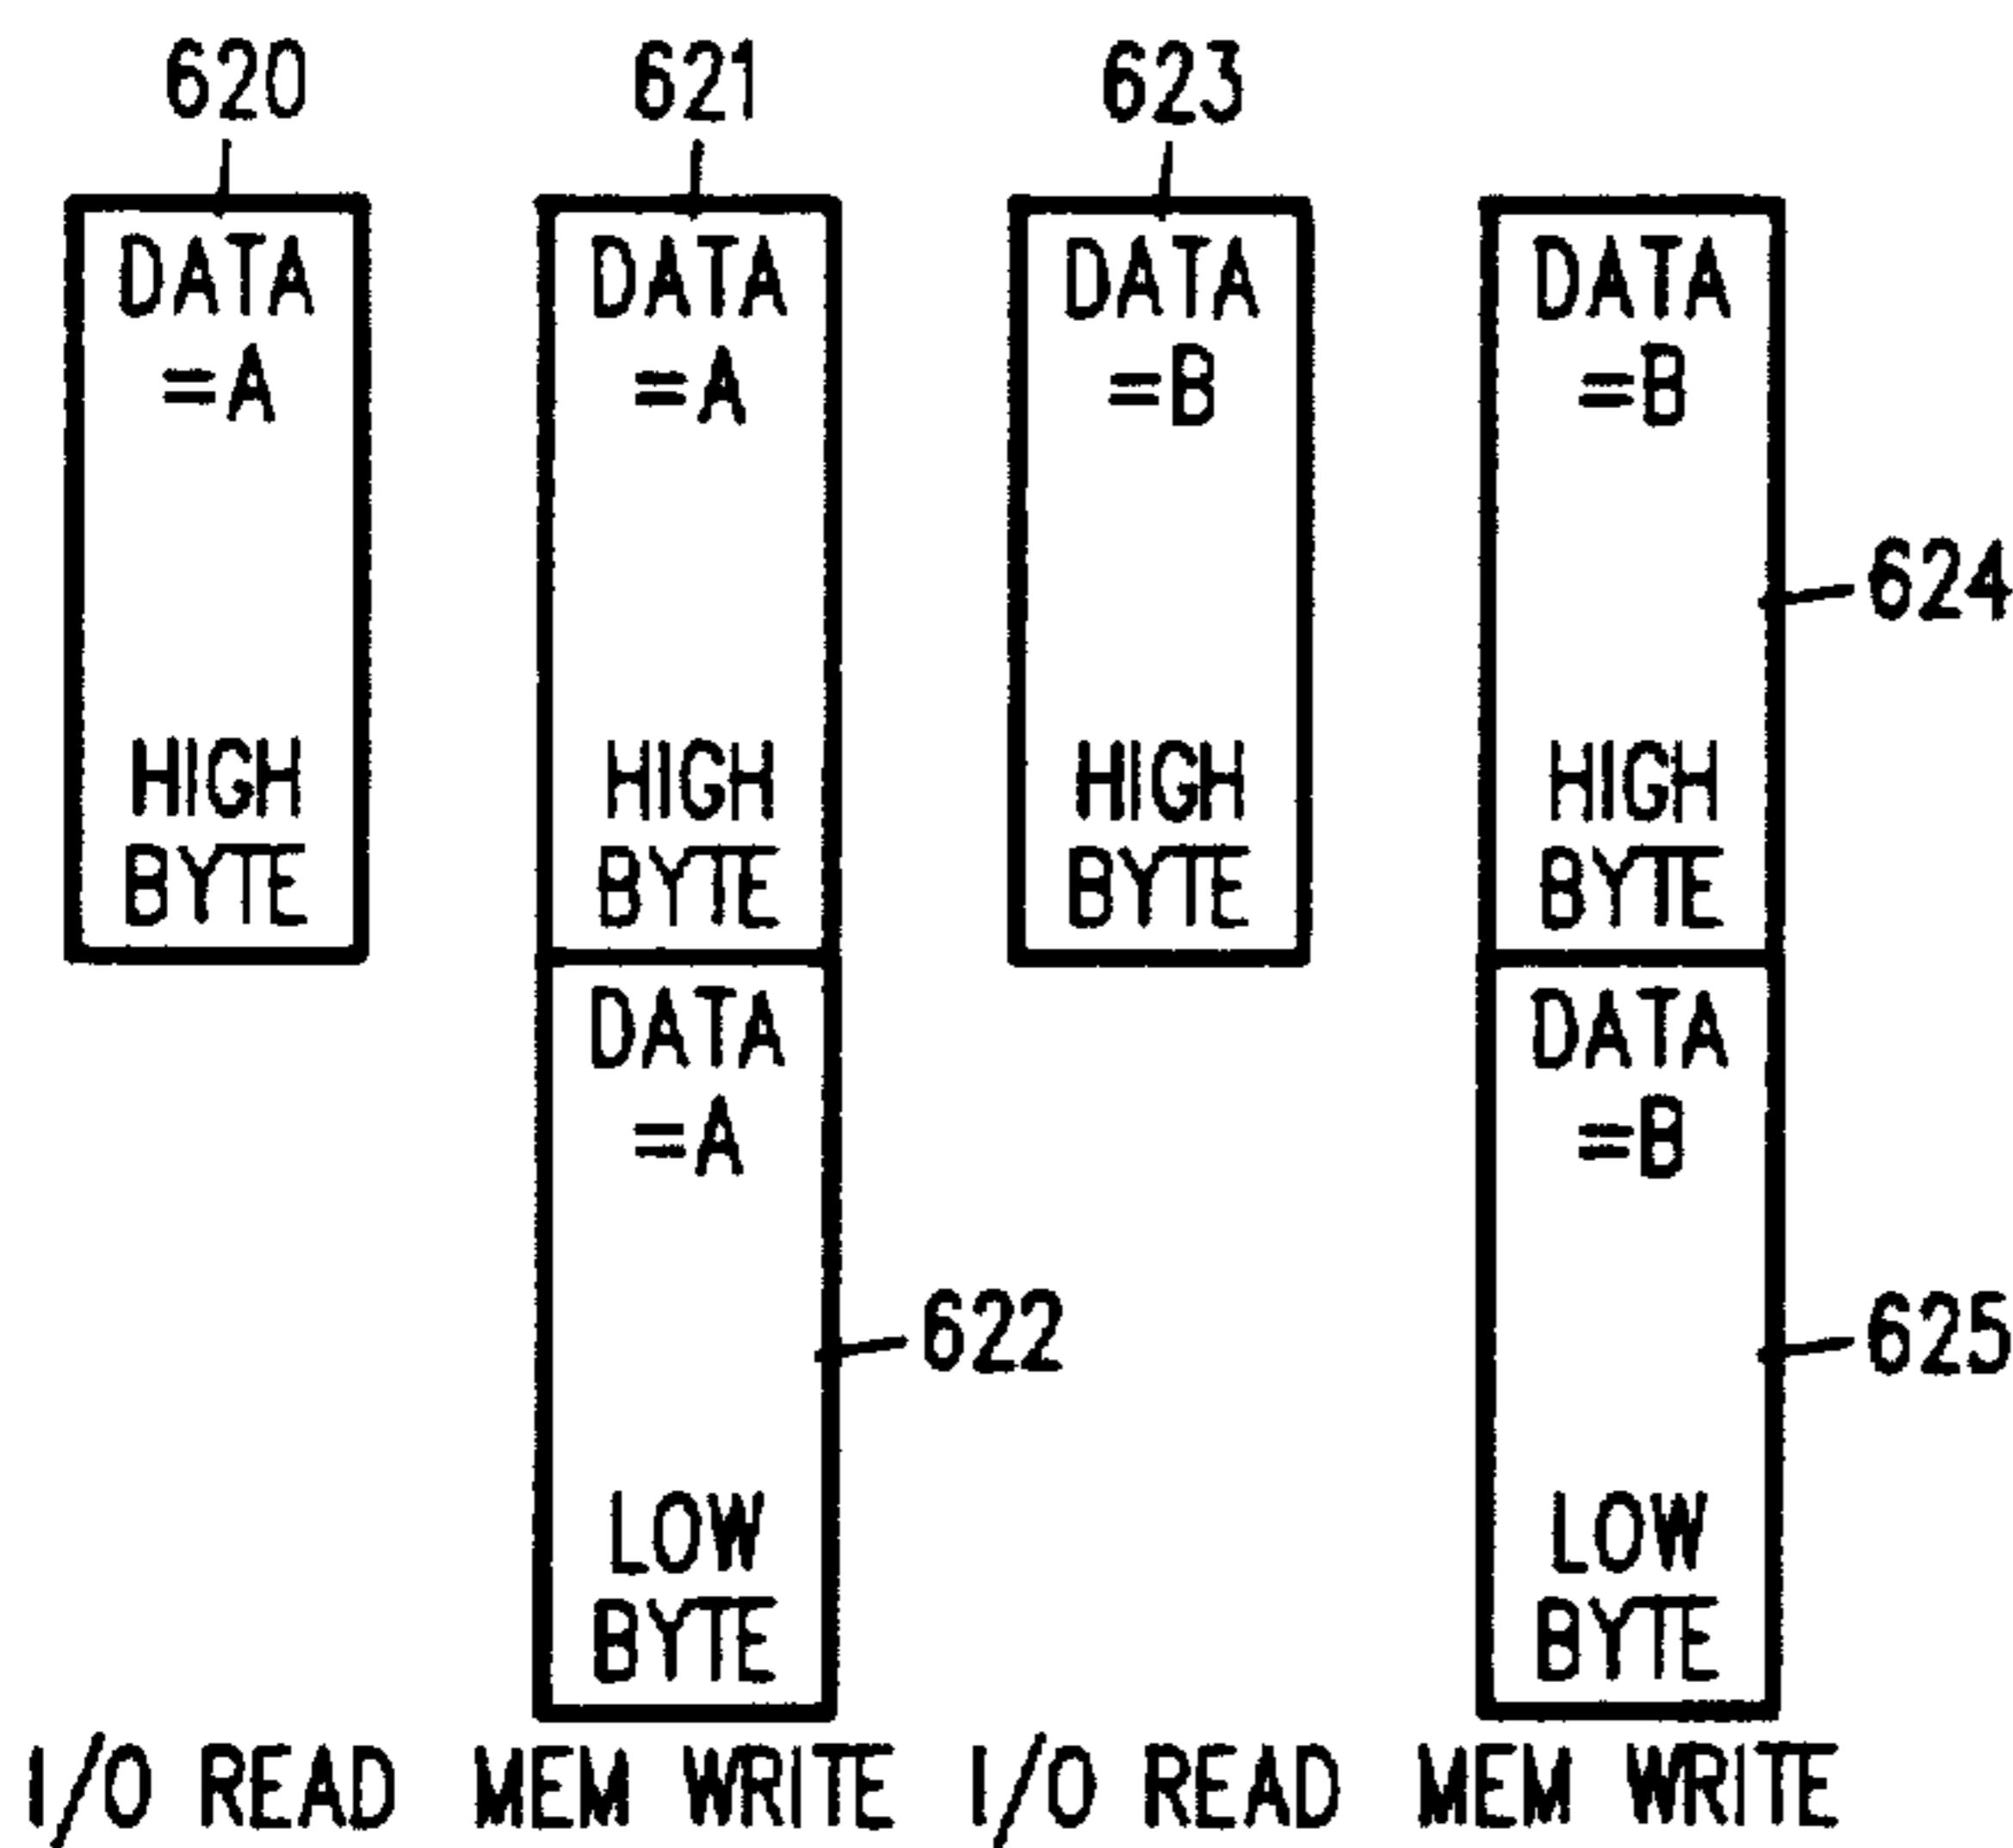 620 621 623
DATA DATA DATA DATA
=A =A =B =B
624
HIGH HIGH HIGH HIGH
BYTE BYTE BYTE BYTE
DATA DATA
=A =B
622 625
LOW LOW
BYTE BYTE
I/O READ MEM WRITE I/O READ MEM WRITE